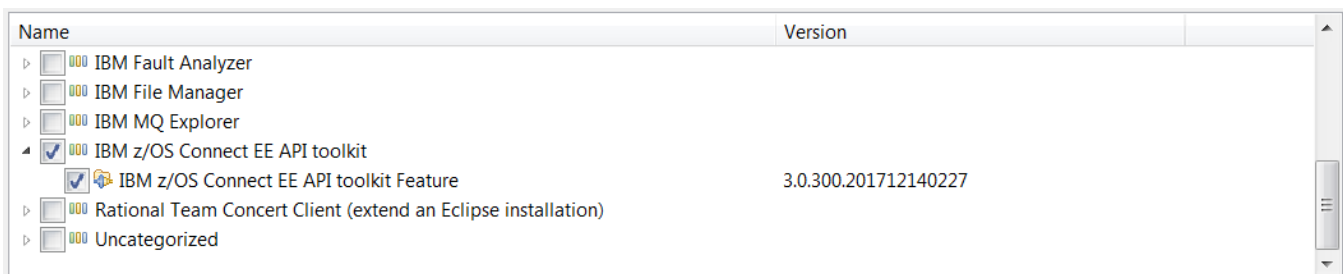 Name Version
IBM Fault Analyzer
IBM File Manager
IBM MQ Explorer
IBM z/OS Connect EE API toolkit
IBM z/OS Connect EE API toolkit Feature 3.0.300.201712140227
Rational Team Concert Client (extend an Eclipse installation)
Uncategorized